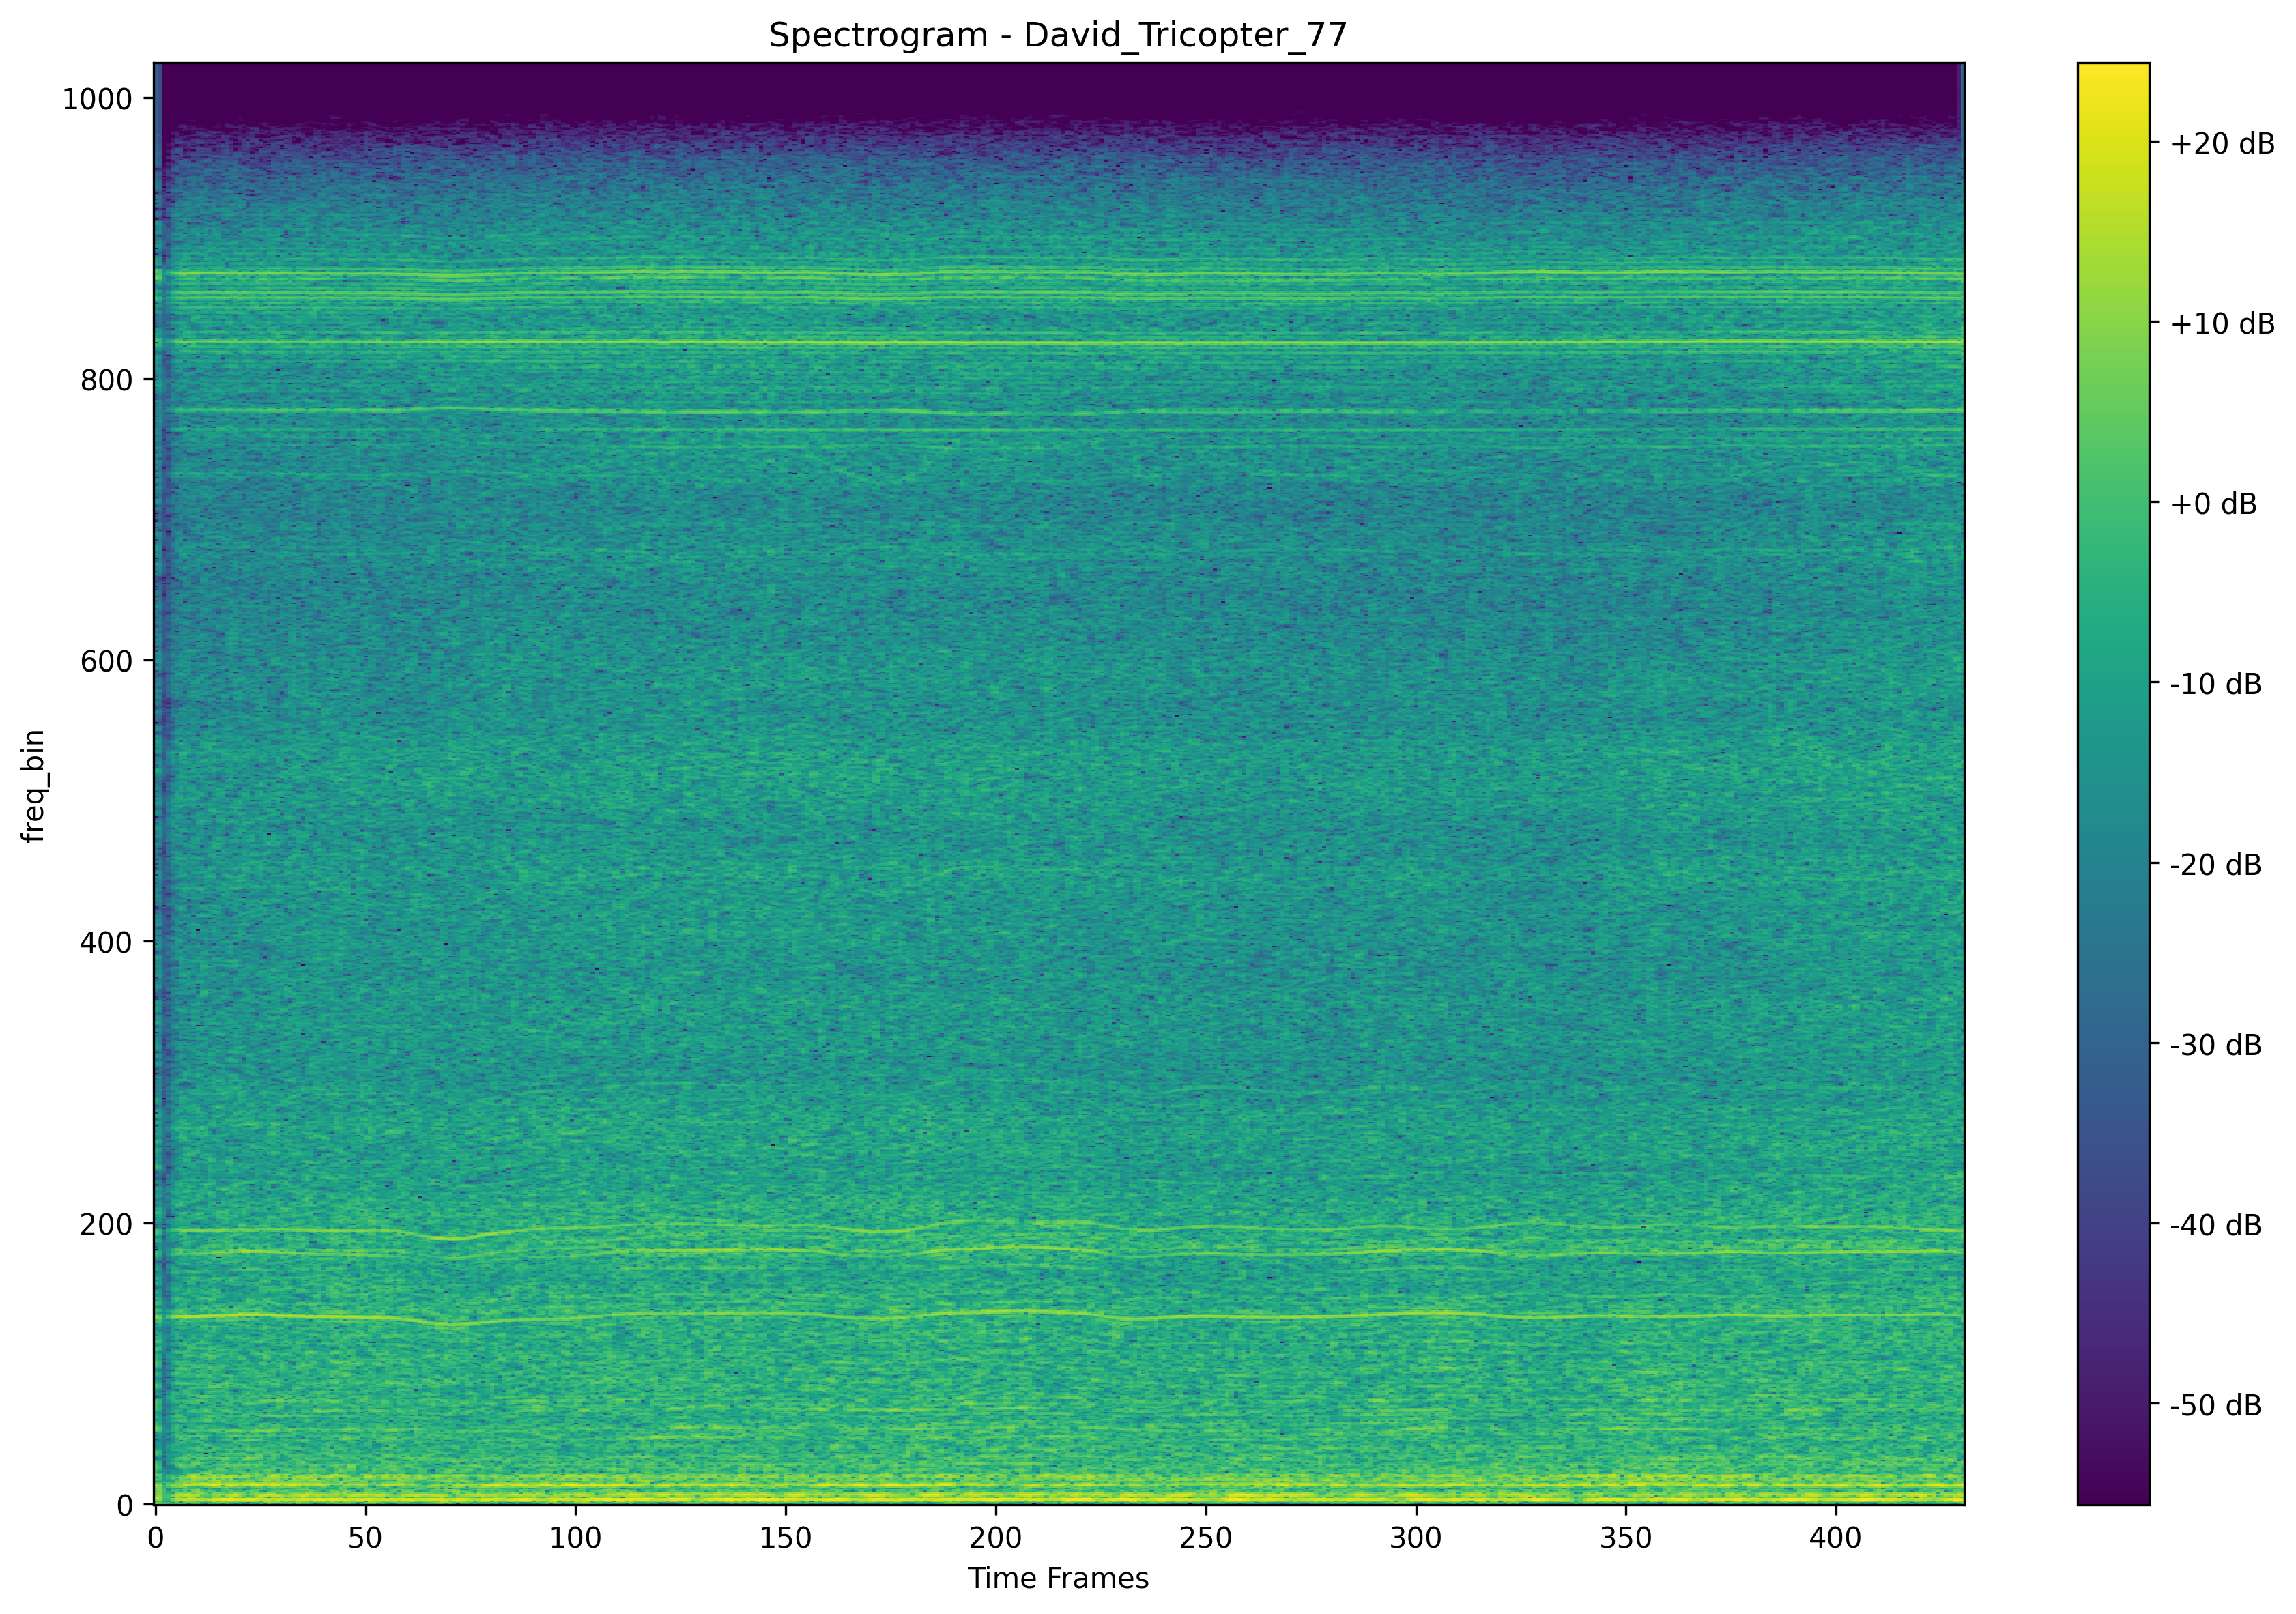 Spectrogram - David_Tricopter_77
freq_bin
1000
800
600
400
200
0
0 50 100 150 200 250 300 350 400
Time Frames
+20 dB
+10 dB
+0 dB
-10 dB
-20 dB
-30 dB
-40 dB
-50 dB